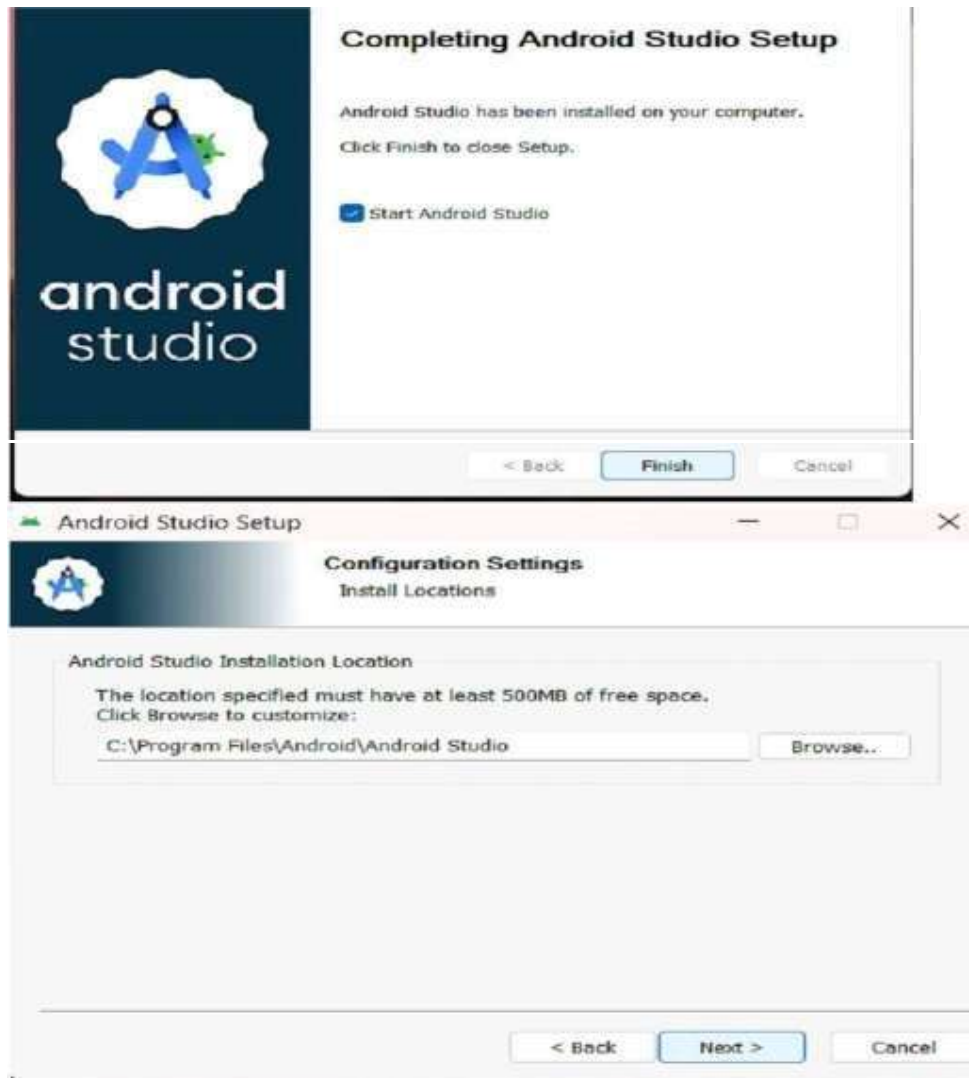 Completing Android Studio Setup
Android Studio has been installed on your computer.
Click Finish to close Setup.
Start Android Studio
android
studio
< Back Finish Cancel
Android Studio Setup
Configuration Settings
Install Locations
Android Studio Installation Location
The location specified must have at least 500MB of free space.
Click Browse to customize:
C:\Program Files\Android\Android Studio Browse..
< Back Next > Cancel